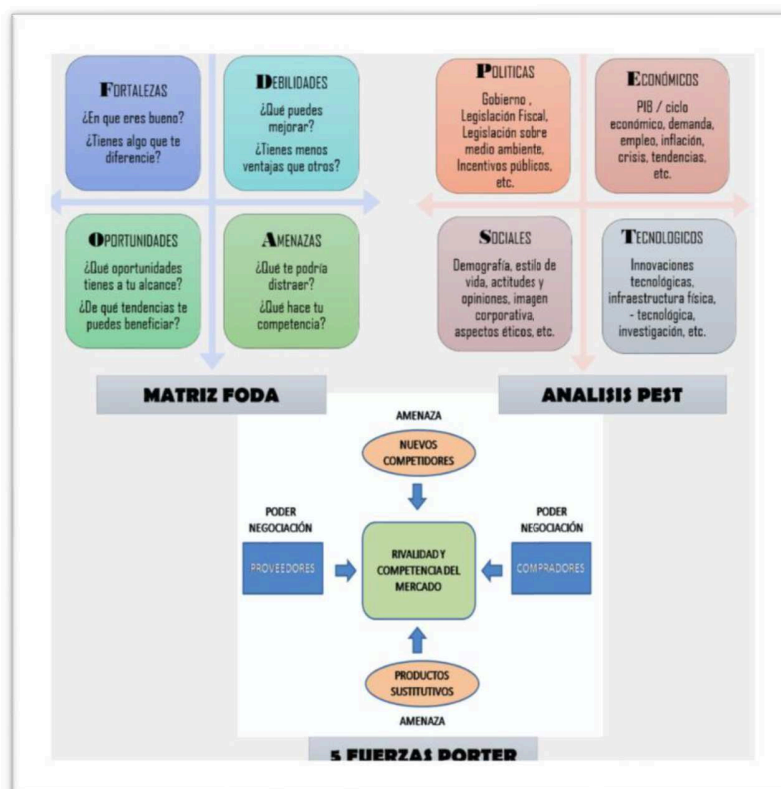 FORTALEZAS
¿En que eres bueno?
¿Tienes algo que te
diferencie?
DEBILIDADES
¿Qué puedes
mejorar?
¿Tienes menos
ventajas que otros?
OPORTUNIDADES
¿Qué oportunidades
tienes a tu alcance?
¿De qué tendencias te
puedes beneficiar?
AMENAZAS
¿Qué te podría
distraer?
¿Qué hace tu
competencia?
MATRIZ FODA
POLITICAS
Gobierno ,
Legislación Fiscal,
Legislación sobre
medio ambiente,
Incentivos públicos,
etc.
ECONÓMICOS
PIB / ciclo
económico, demanda,
empleo, inflación,
crisis, tendencias,
etc.
SOCIALES
Demografía, estilo de
vida, actitudes y
opiniones, imagen
corporativa,
aspectos éticos, etc.
TECNOLOGICOS
Innovaciones
tecnológicas,
infraestructura física,
- tecnológica,
investigación, etc.
ANALISIS PEST
AMENAZA
NUEVOS
COMPETIDORES
PODER
NEGOCIACIÓN
PROVEEDORES
RIVALIDAD Y
COMPETENCIA DEL
MERCADO
PODER
NEGOCIACIÓN
COMPRADORES
PRODUCTOS
SUSTITUTIVOS
AMENAZA
5 FUERZAS PORTER